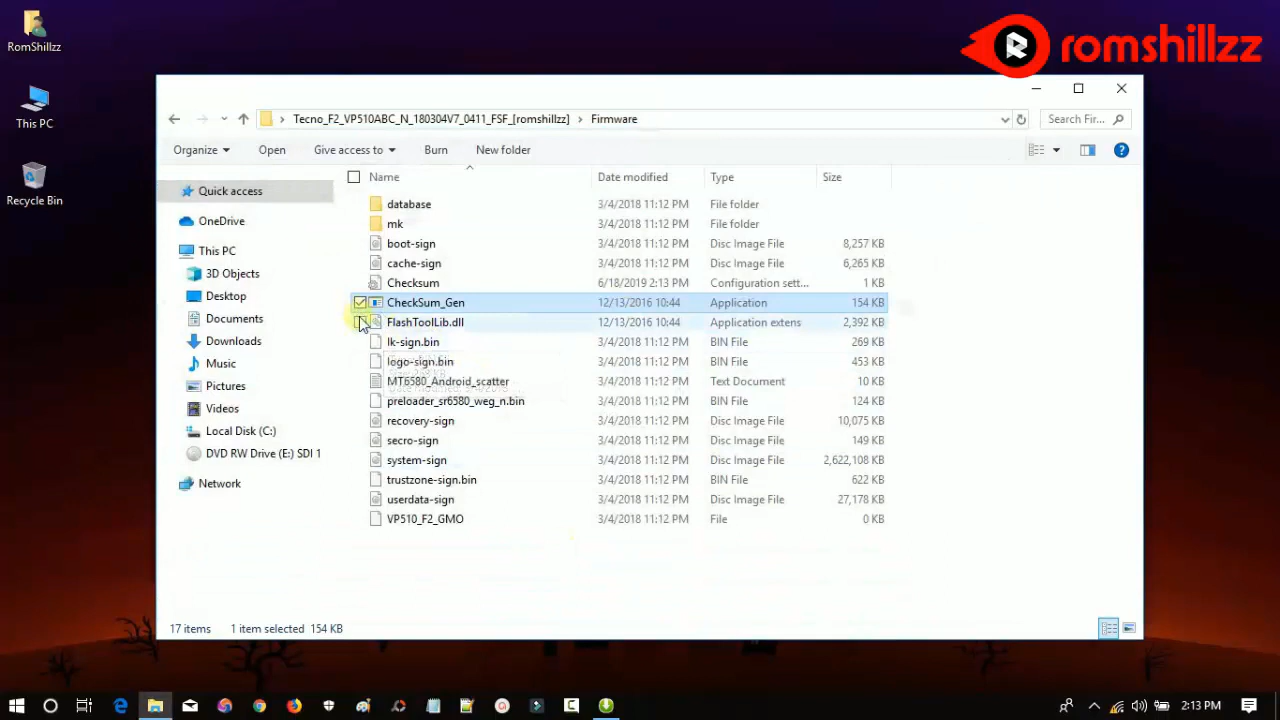 RomShillzz
This PC
Recycle Bin
romshillzz
Tecno_F2_VP510ABC_N_180304V7_0411_FSF_[romshillzz] > Firmware
Search Fir...
Organize Open Give access to Burn New folder
Name Date modified Type Size
Quick access
OneDrive
This PC
3D Objects
Desktop
Documents
Downloads
Music
Pictures
Videos
Local Disk (C:)
DVD RW Drive (E:) SDI 1
Network
database 3/4/2018 11:12 PM File folder
mk 3/4/2018 11:12 PM File folder
boot-sign 3/4/2018 11:12 PM Disc Image File 8,257 KB
cache-sign 3/4/2018 11:12 PM Disc Image File 6,265 KB
Checksum 6/18/2019 2:13 PM Configuration sett... 1 KB
CheckSum_Gen 12/13/2016 10:44 Application 154 KB
FlashToolLib.dll 12/13/2016 10:44 Application extens 2,392 KB
lk-sign.bin 3/4/2018 11:12 PM BIN File 269 KB
logo-sign.bin 3/4/2018 11:12 PM BIN File 453 KB
MT6580_Android_scatter 3/4/2018 11:12 PM Text Document 10 KB
preloader_sr6580_weg_n.bin 3/4/2018 11:12 PM BIN File 124 KB
recovery-sign 3/4/2018 11:12 PM Disc Image File 10,075 KB
secro-sign 3/4/2018 11:12 PM Disc Image File 149 KB
system-sign 3/4/2018 11:12 PM Disc Image File 2,622,108 KB
trustzone-sign.bin 3/4/2018 11:12 PM BIN File 622 KB
userdata-sign 3/4/2018 11:12 PM Disc Image File 27,178 KB
VP510_F2_GMO 3/4/2018 11:12 PM File 0 KB
17 items 1 item selected 154 KB
2:13 PM